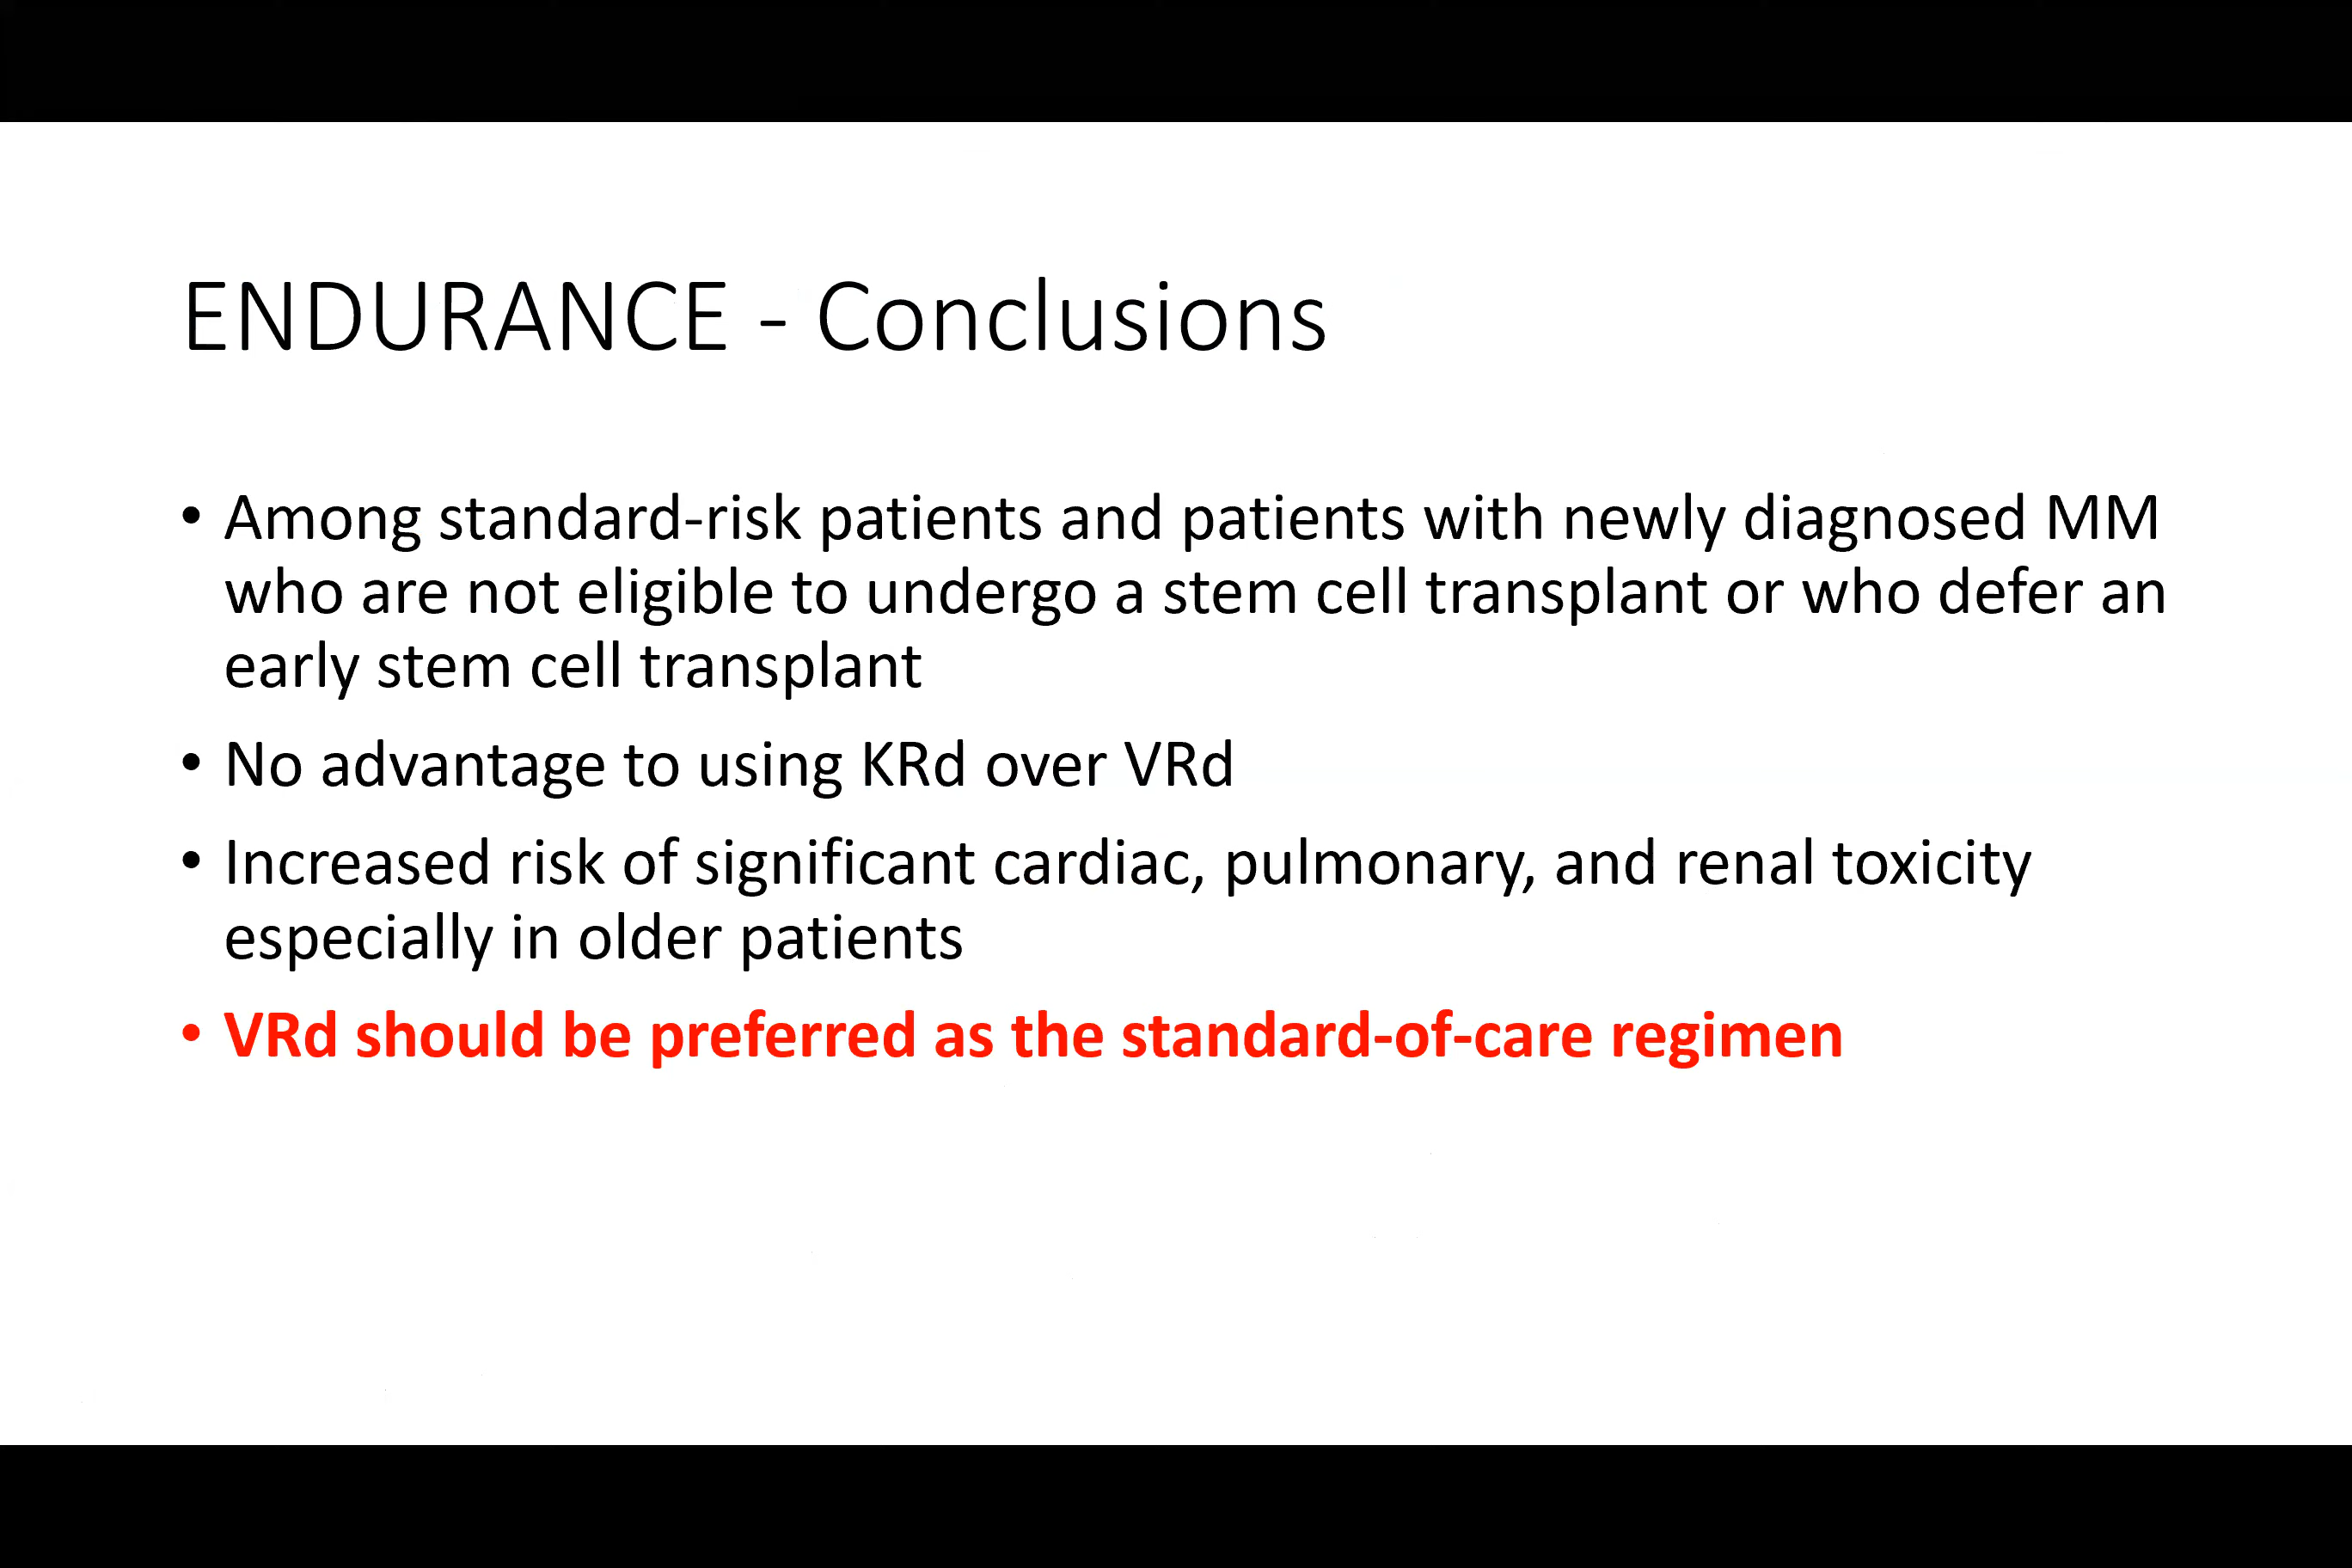 ENDURANCE - Conclusions
• Among standard-risk patients and patients with newly diagnosed MM
who are not eligible to undergo a stem cell transplant or who defer an
early stem cell transplant
• No advantage to using KRd over VRd
• Increased risk of significant cardiac, pulmonary, and renal toxicity
especially in older patients
• VRd should be preferred as the standard-of-care regimen